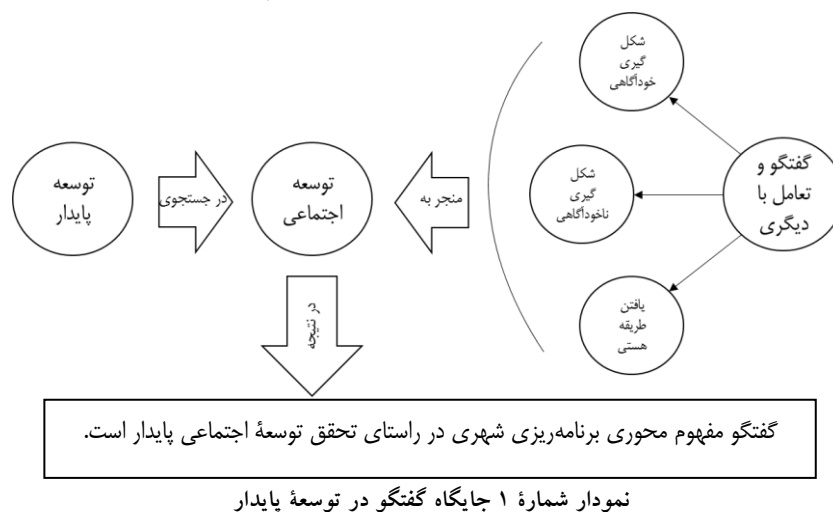 گفتگو و
تعامل با
دیگری
شکل
گیری
خودآگاهی
شکل
گیری
ناخودآگاهی
یافتن
طریقه
هستی
منجر به
توسعه
اجتماعی
در جستجوی
توسعه
پایدار
در نتیجه
گفتگو مفهوم محوری برنامه‌ریزی شهری در راستای تحقق توسعهٔ اجتماعی پایدار است.
نمودار شمارهٔ ۱ جایگاه گفتگو در توسعهٔ پایدار